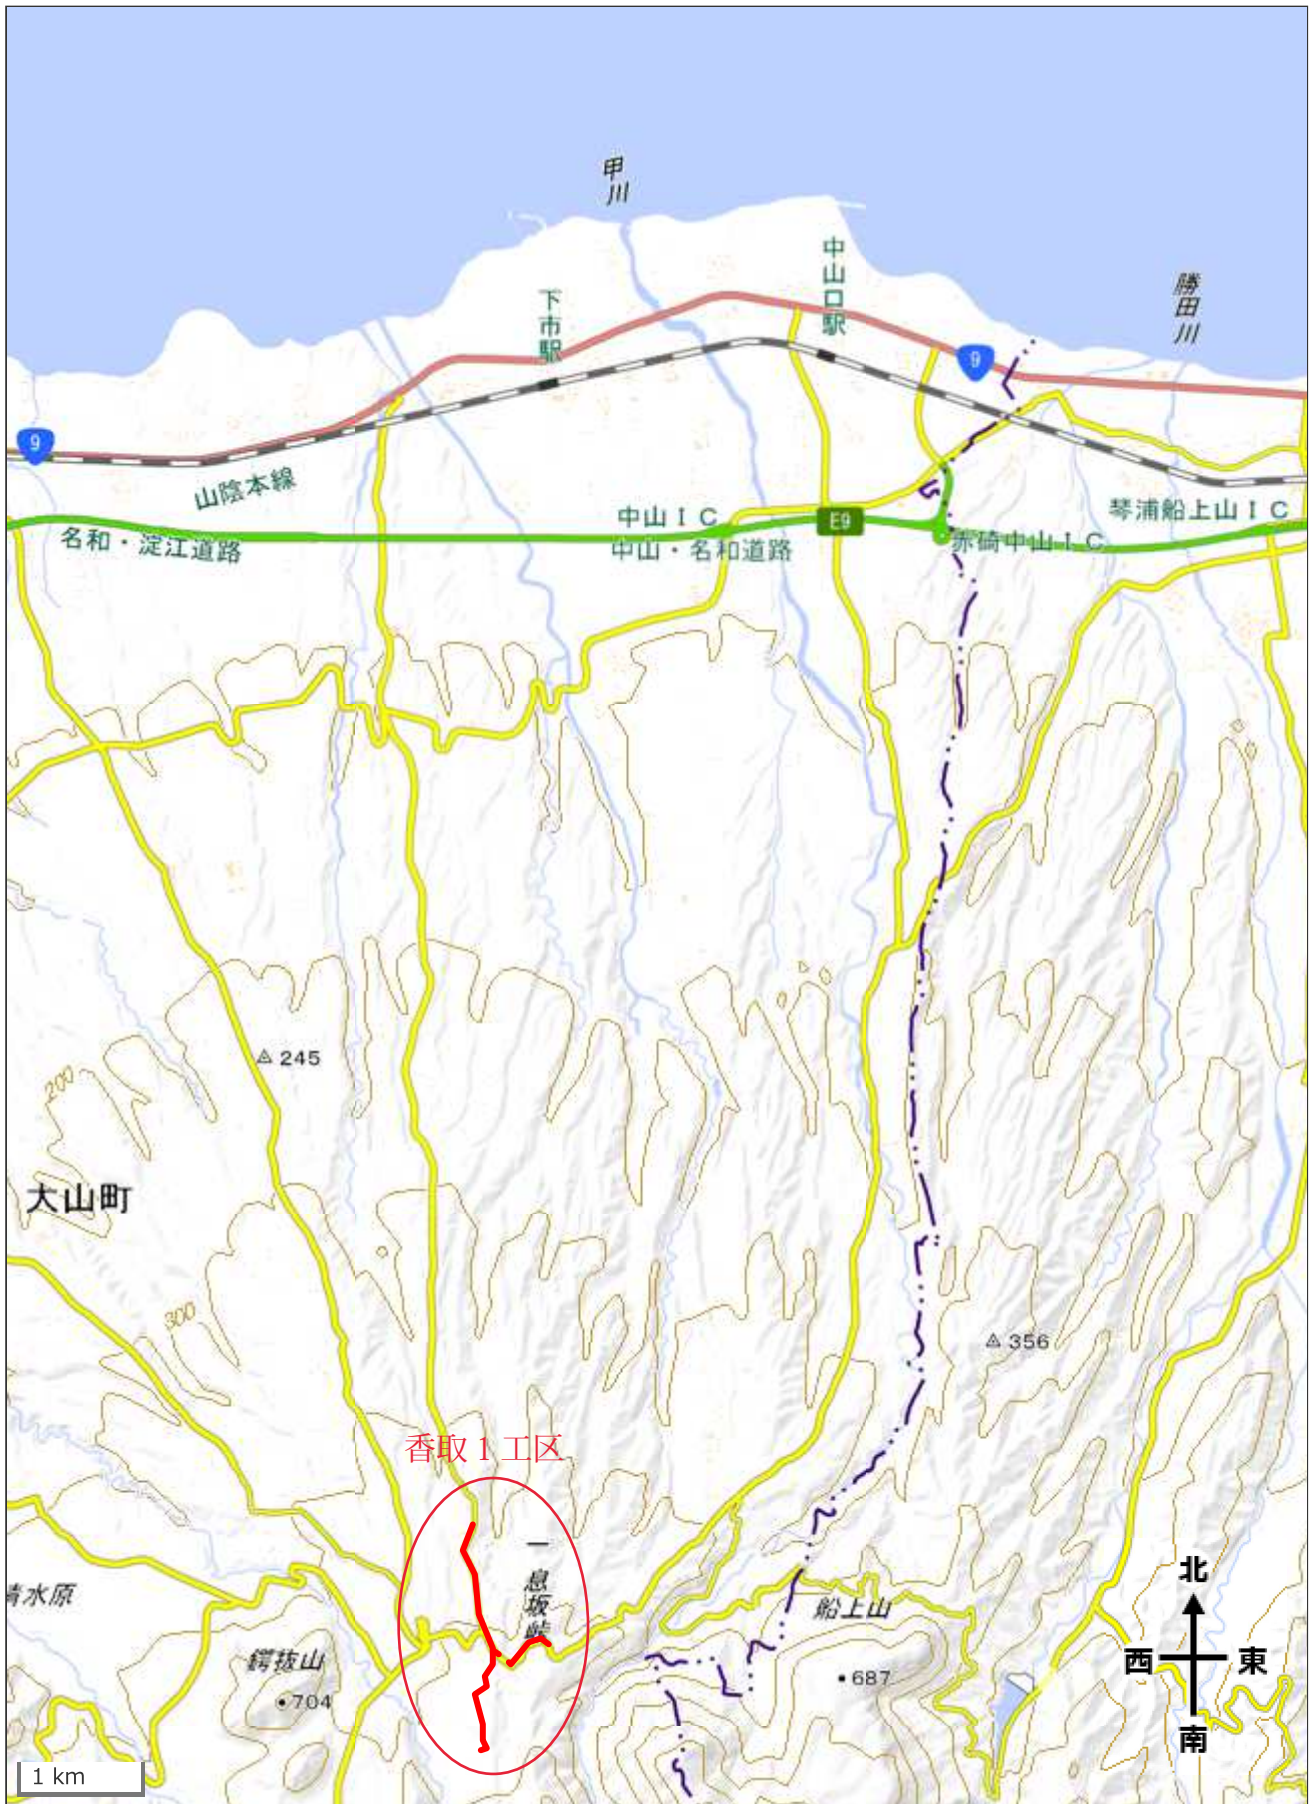 甲川
中山口駅
勝田川
下市駅
9
9
山陰本線
中山IC
E9
琴浦船上山IC
名和・淀江道路
中山・名和道路
赤碕中山IC
245
200
大山町
300
356
香取1工区
一息坂峠
北
清水原
船上山
鍔抜山
西
東
687
704
南
1 km